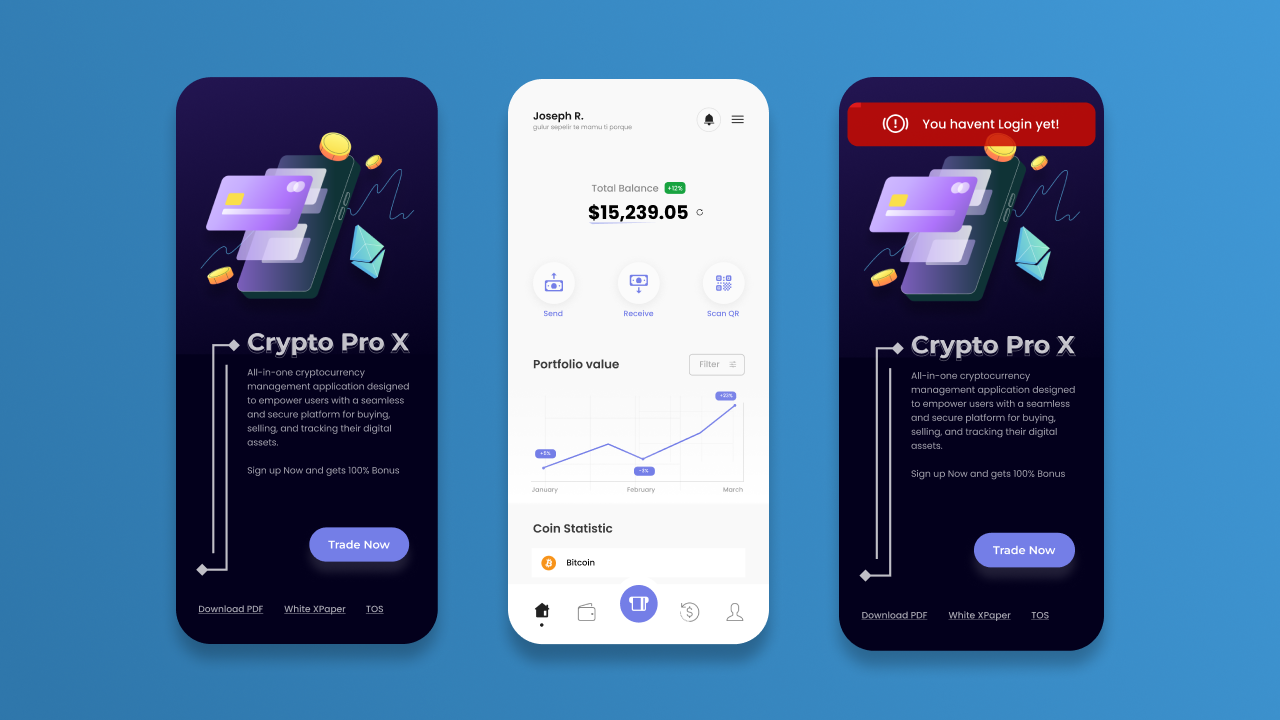 Crypto Pro X
All-in-one cryptocurrency
management application designed
to empower users with a seamless
and secure platform for buying,
selling, and tracking their digital
assets.
Sign up Now and gets 100% Bonus
Trade Now
Download PDF White XPaper TOS
Joseph R.
gulur sepelir te mamu ti porque
Total Balance +12%
$15,239.05
Send Receive Scan QR
Portfolio value Filter
+23%
+5%
-3%
January February March
Coin Statistic
Bitcoin
You havent Login yet!
Crypto Pro X
All-in-one cryptocurrency
management application designed
to empower users with a seamless
and secure platform for buying,
selling, and tracking their digital
assets.
Sign up Now and gets 100% Bonus
Trade Now
Download PDF White XPaper TOS